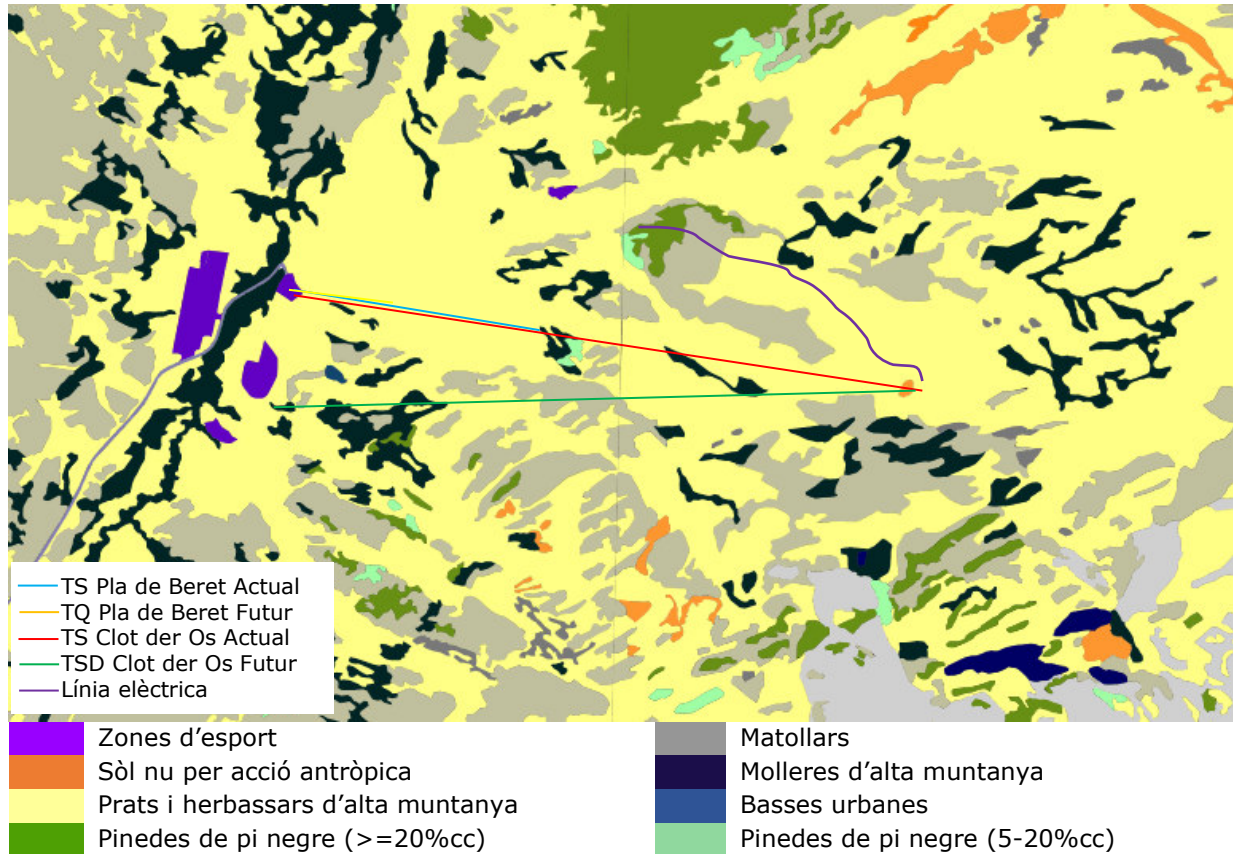 TS Pla de Beret Actual
TQ Pla de Beret Futur
TS Clot der Os Actual
TSD Clot der Os Futur
Línia elèctrica
Zones d'esport
Sòl nu per acció antròpica
Prats i herbassars d'alta muntanya
Pinedes de pi negre (>=20%cc)
Matollars
Molleres d'alta muntanya
Basses urbanes
Pinedes de pi negre (5-20%cc)